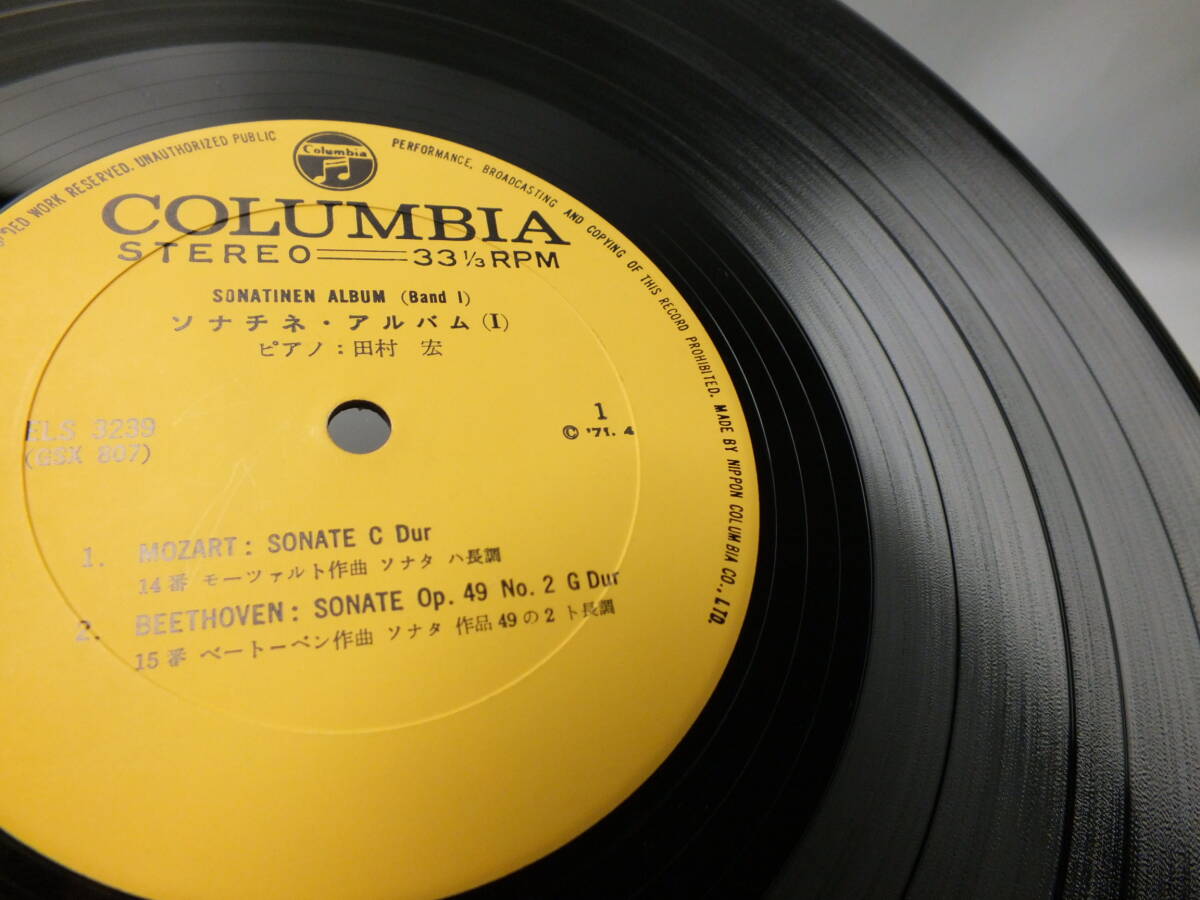 WORK RESERVED. UNAUTHORIZED PUBLIC PERFORMANCE, BROADCASTING AND COPYING OF THIS RECORD PROHIBITED. MADE BY NIPPON COLUMBIA CO., LTD.
Columbia
COLUMBIA
STEREO 33 1/3 RPM
SONATINEN ALBUM (Band I)
ソナチネ・アルバム(I)
ピアノ:田村 宏
ELS 3239
(GSX 807)
1
© '71. 4
1. MOZART: SONATE C Dur
14番 モーツァルト作曲 ソナタ ハ長調
2. BEETHOVEN: SONATE Op. 49 No. 2 G Dur
15番 ベートーベン作曲 ソナタ 作品49の2 ト長調